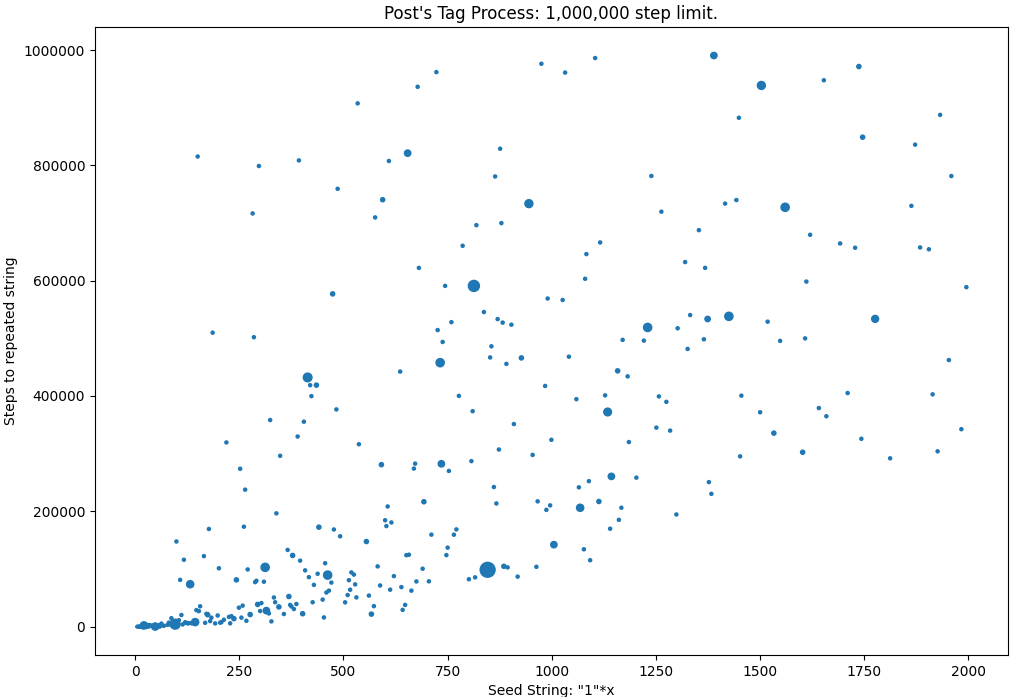 Post's Tag Process: 1,000,000 step limit.
1000000
800000
600000
400000
200000
0
Steps to repeated string
0 250 500 750 1000 1250 1500 1750 2000
Seed String: "1"*x